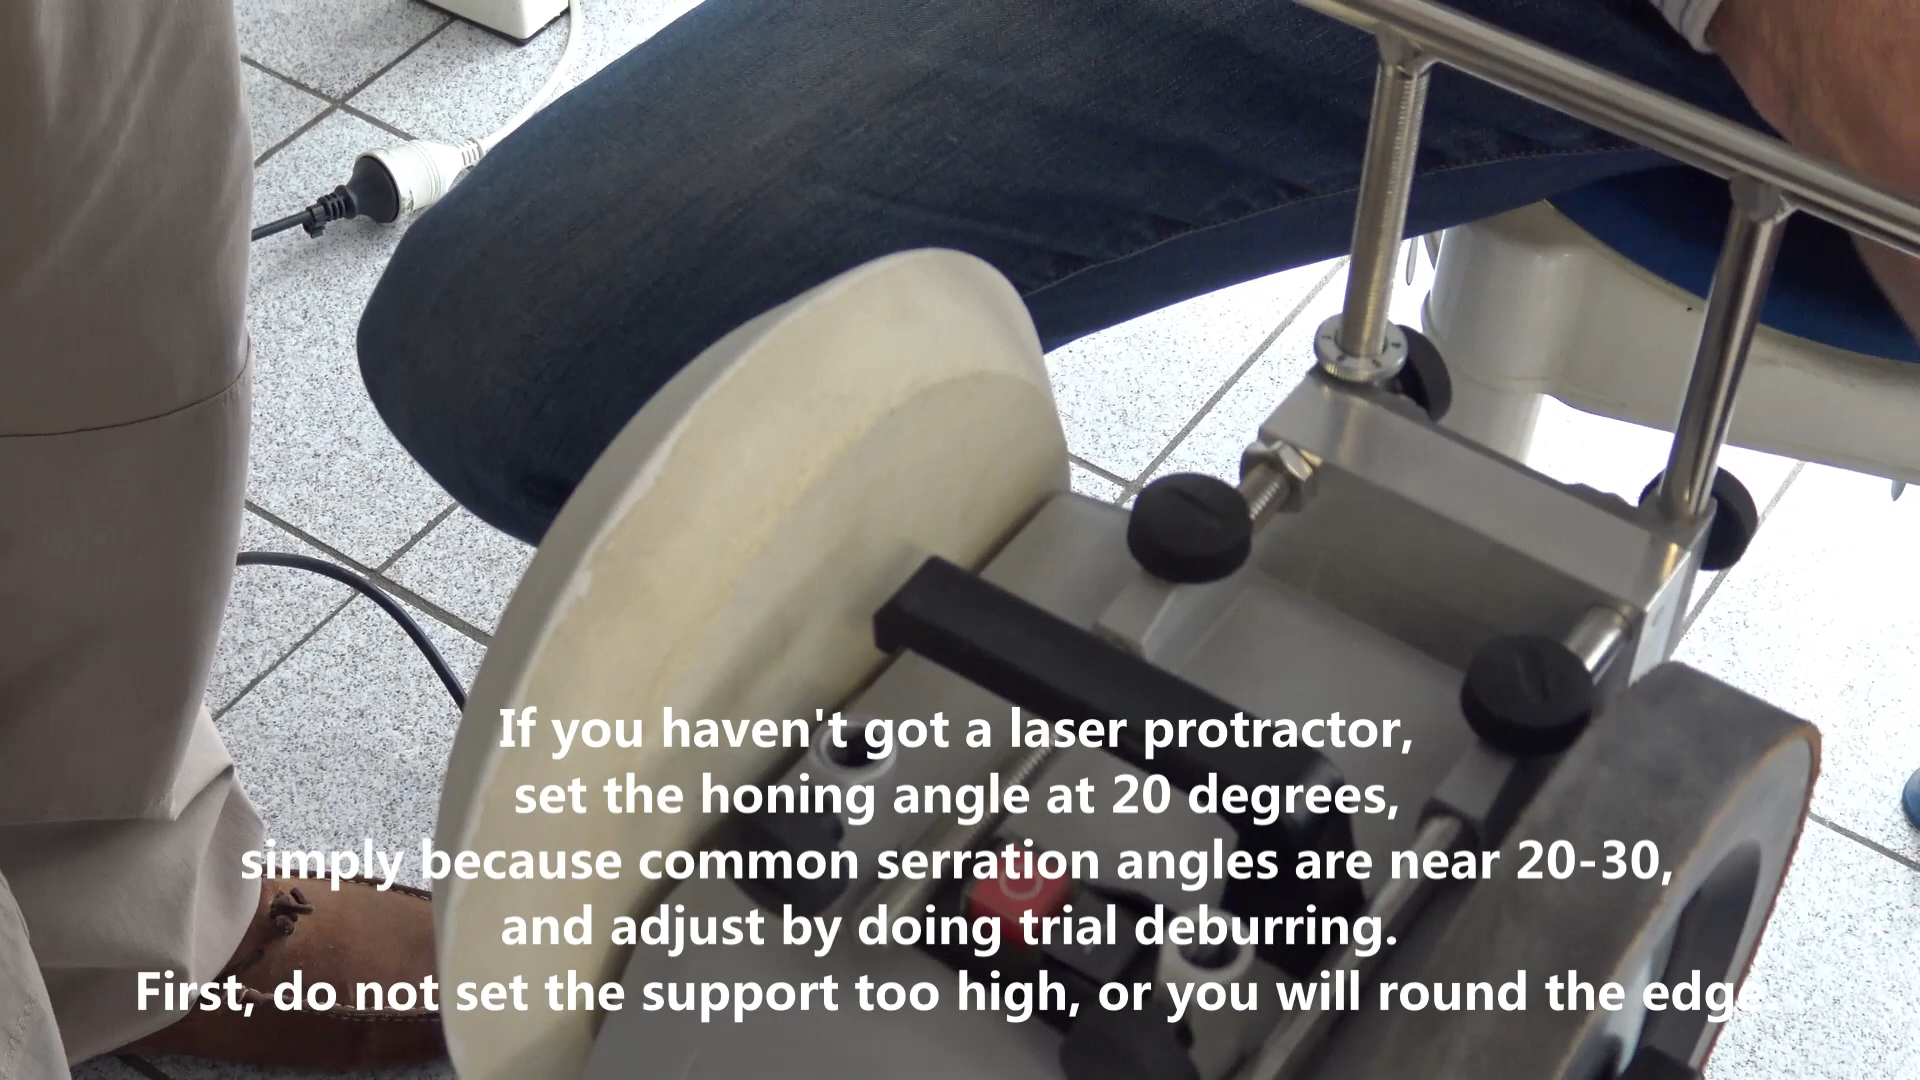 If you haven't got a laser protractor,
set the honing angle at 20 degrees,
simply because common serration angles are near 20-30,
and adjust by doing trial deburring.
First, do not set the support too high, or you will round the edge